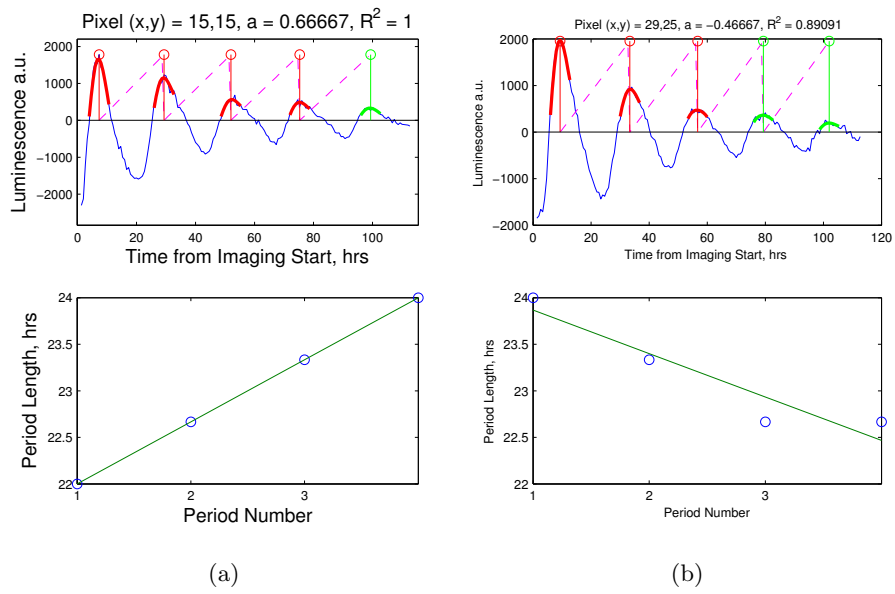 Pixel (x,y) = 15,15, a = 0.66667, R² = 1
2000
1000
0
−1000
−2000
Luminescence a.u.
0 20 40 60 80 100
Time from Imaging Start, hrs
Pixel (x,y) = 29,25, a = −0.46667, R² = 0.89091
2000
1000
0
−1000
−2000
Luminescence a.u.
0 20 40 60 80 100 120
Time from Imaging Start, hrs
24
23.5
23
22.5
22
Period Length, hrs
1 2 3
Period Number
24
23.5
23
22.5
22
Period Length, hrs
1 2 3
Period Number
(a)
(b)